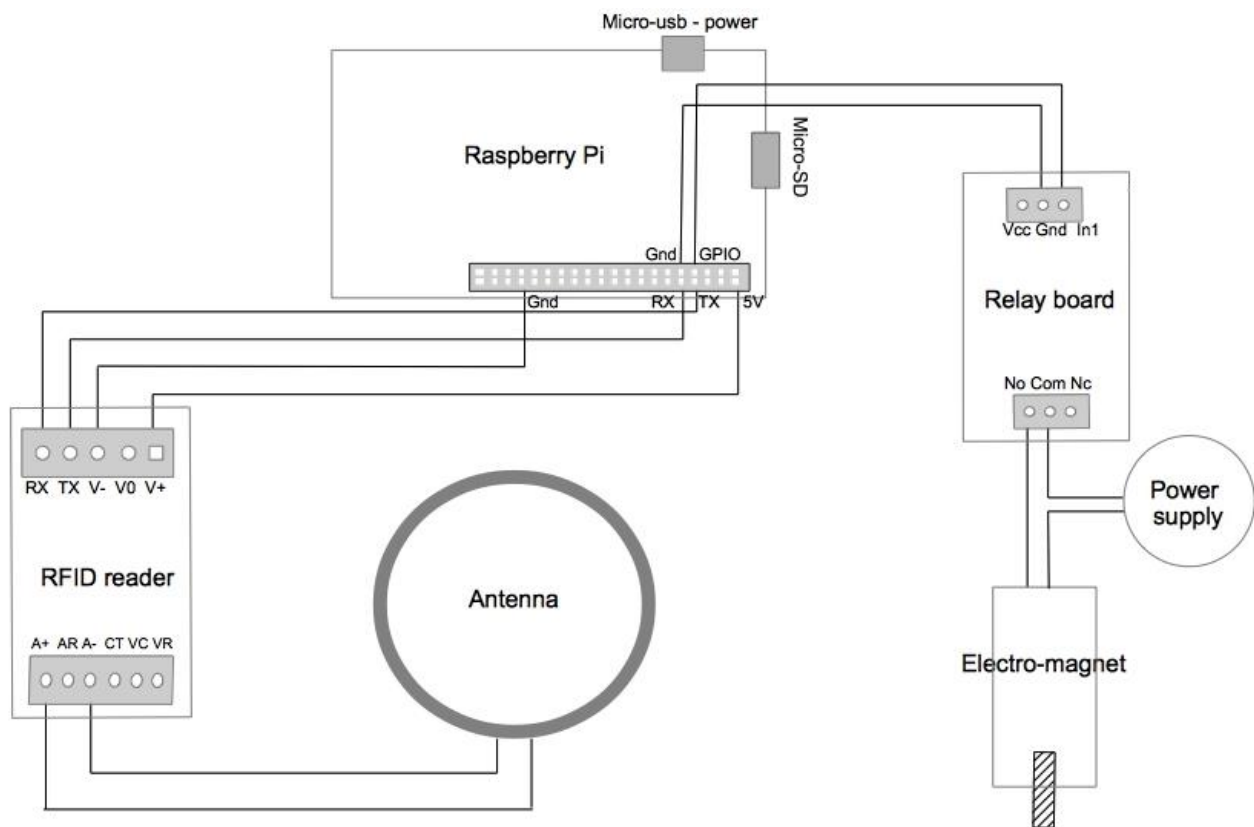 Micro-usb - power
Raspberry Pi
Micro-SD
Gnd GPIO
Gnd RX TX 5V
Vcc Gnd In1
Relay board
No Com Nc
Power
supply
Electro-magnet
RX TX V- V0 V+
RFID reader
A+ AR A- CT VC VR
Antenna